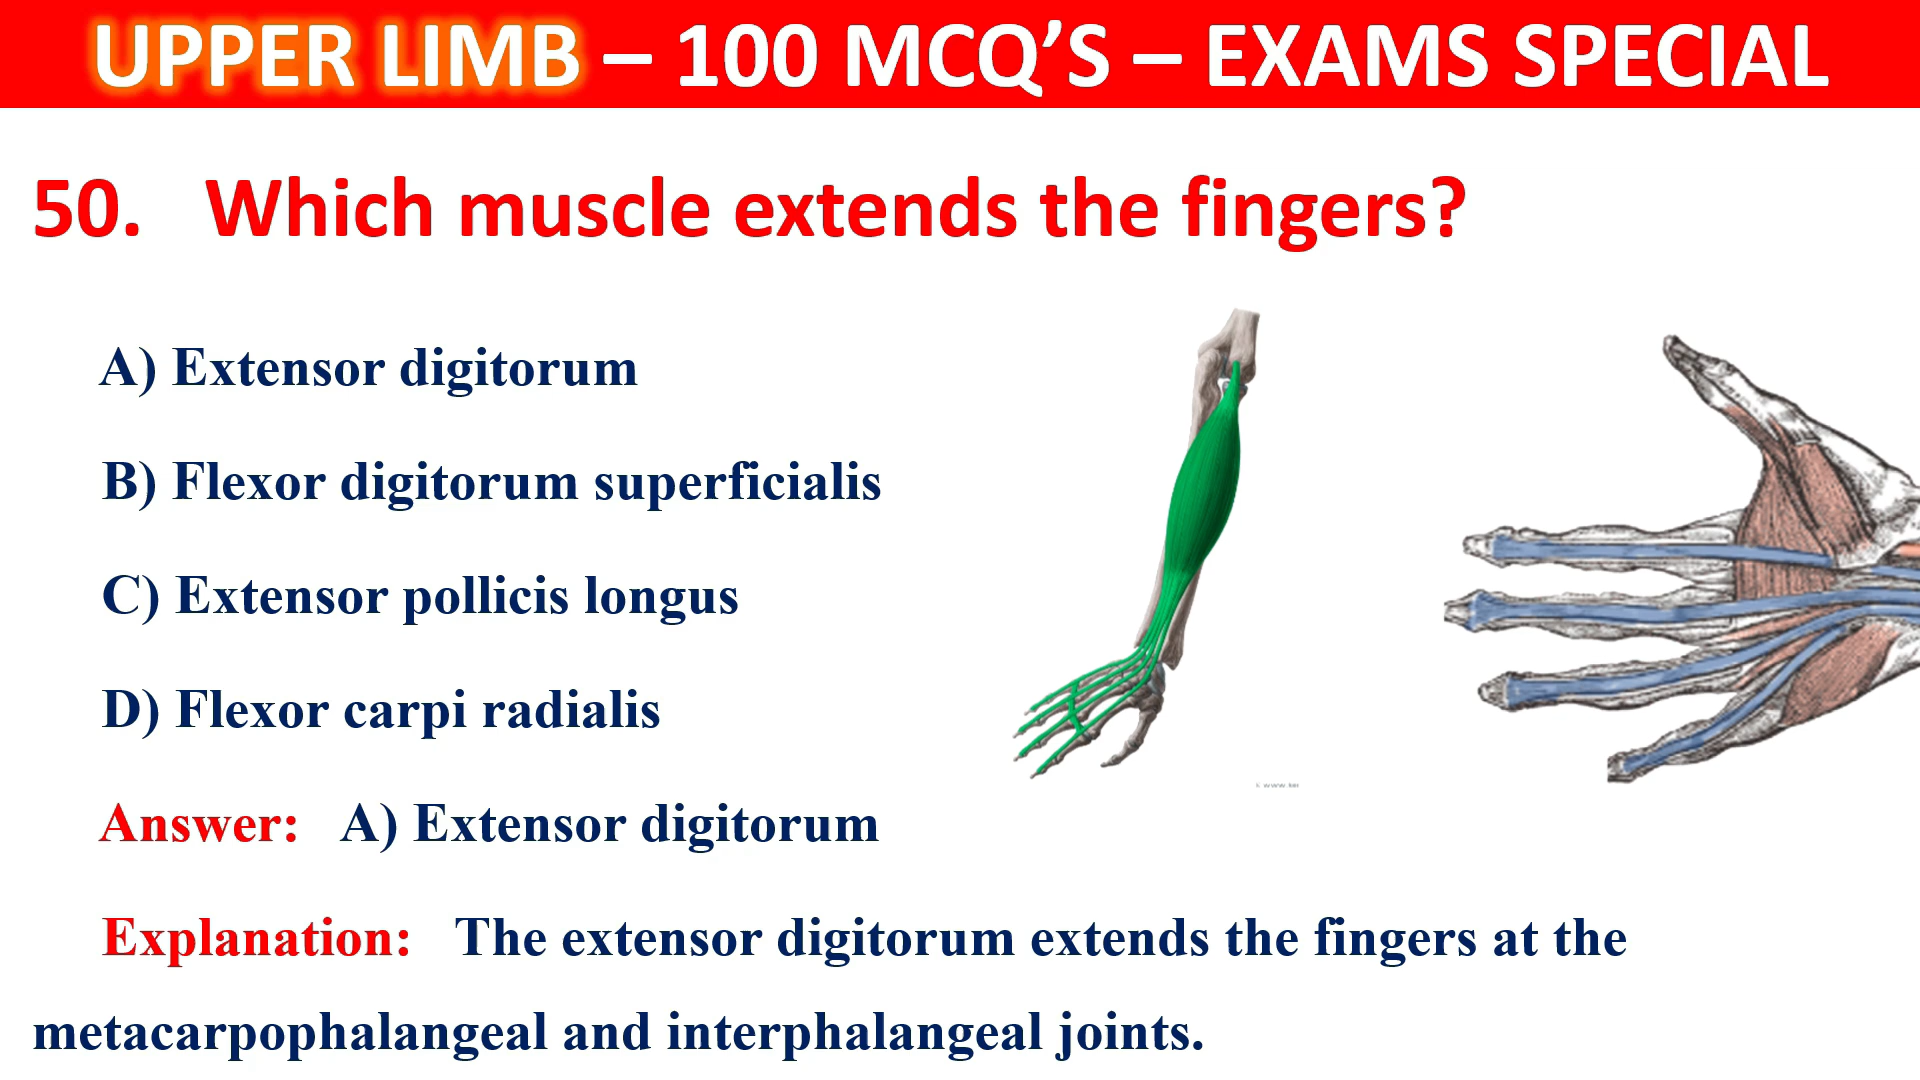 UPPER LIMB – 100 MCQ’S – EXAMS SPECIAL
50. Which muscle extends the fingers?
A) Extensor digitorum
B) Flexor digitorum superficialis
C) Extensor pollicis longus
D) Flexor carpi radialis
Answer: A) Extensor digitorum
Explanation: The extensor digitorum extends the fingers at the
metacarpophalangeal and interphalangeal joints.